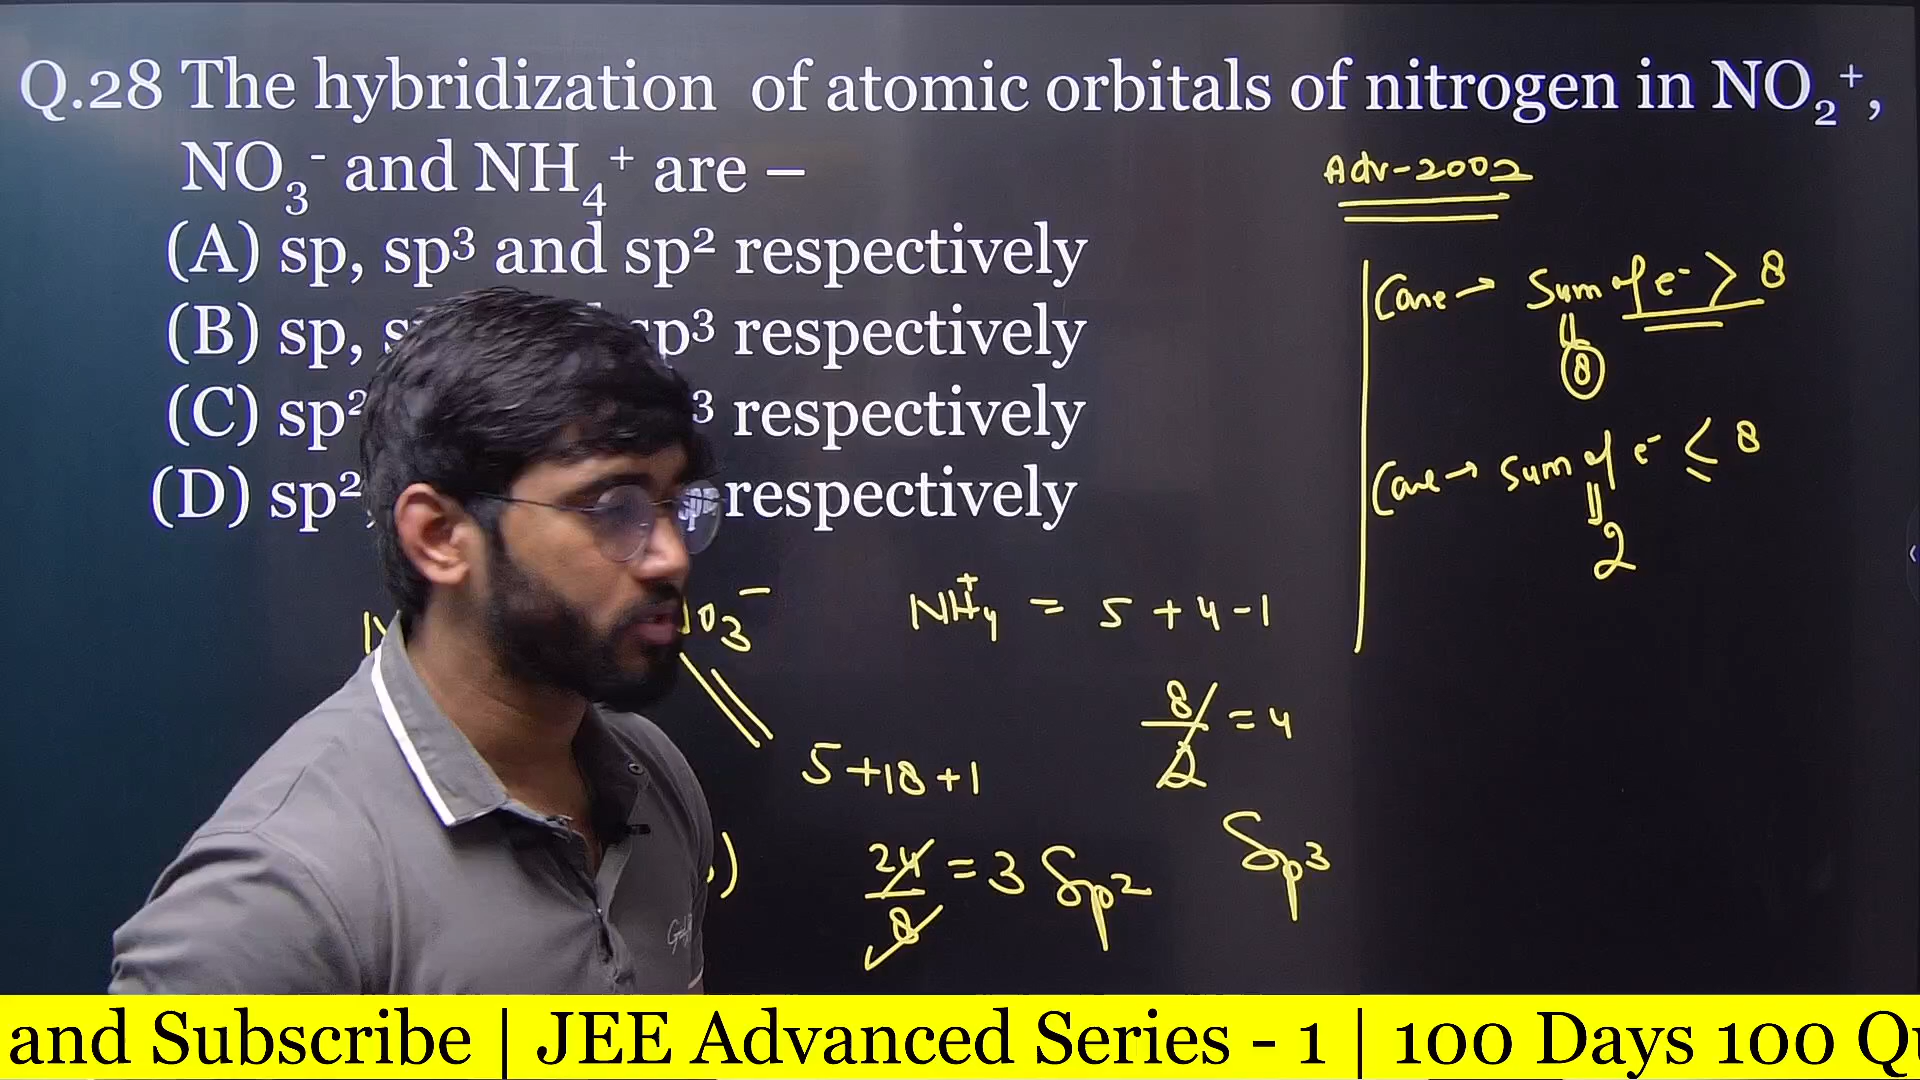 Q.28 The hybridization of atomic orbitals of nitrogen in NO₂⁺,
NO₃⁻ and NH₄⁺ are –
Adv-2002
(A) sp, sp³ and sp² respectively
(B) sp, sp³ respectively
(C) sp² ³ respectively
(D) sp², respectively
Case → Sum of e⁻ > 8
8
Case → Sum of e⁻ ≤ 8
2
NO₃⁻
NH₄⁺ = 5 + 4 - 1
8/2 = 4
5 + 18 + 1
24/8 = 3 Sp²
Sp³
and Subscribe | JEE Advanced Series - 1 | 100 Days 100 Qu